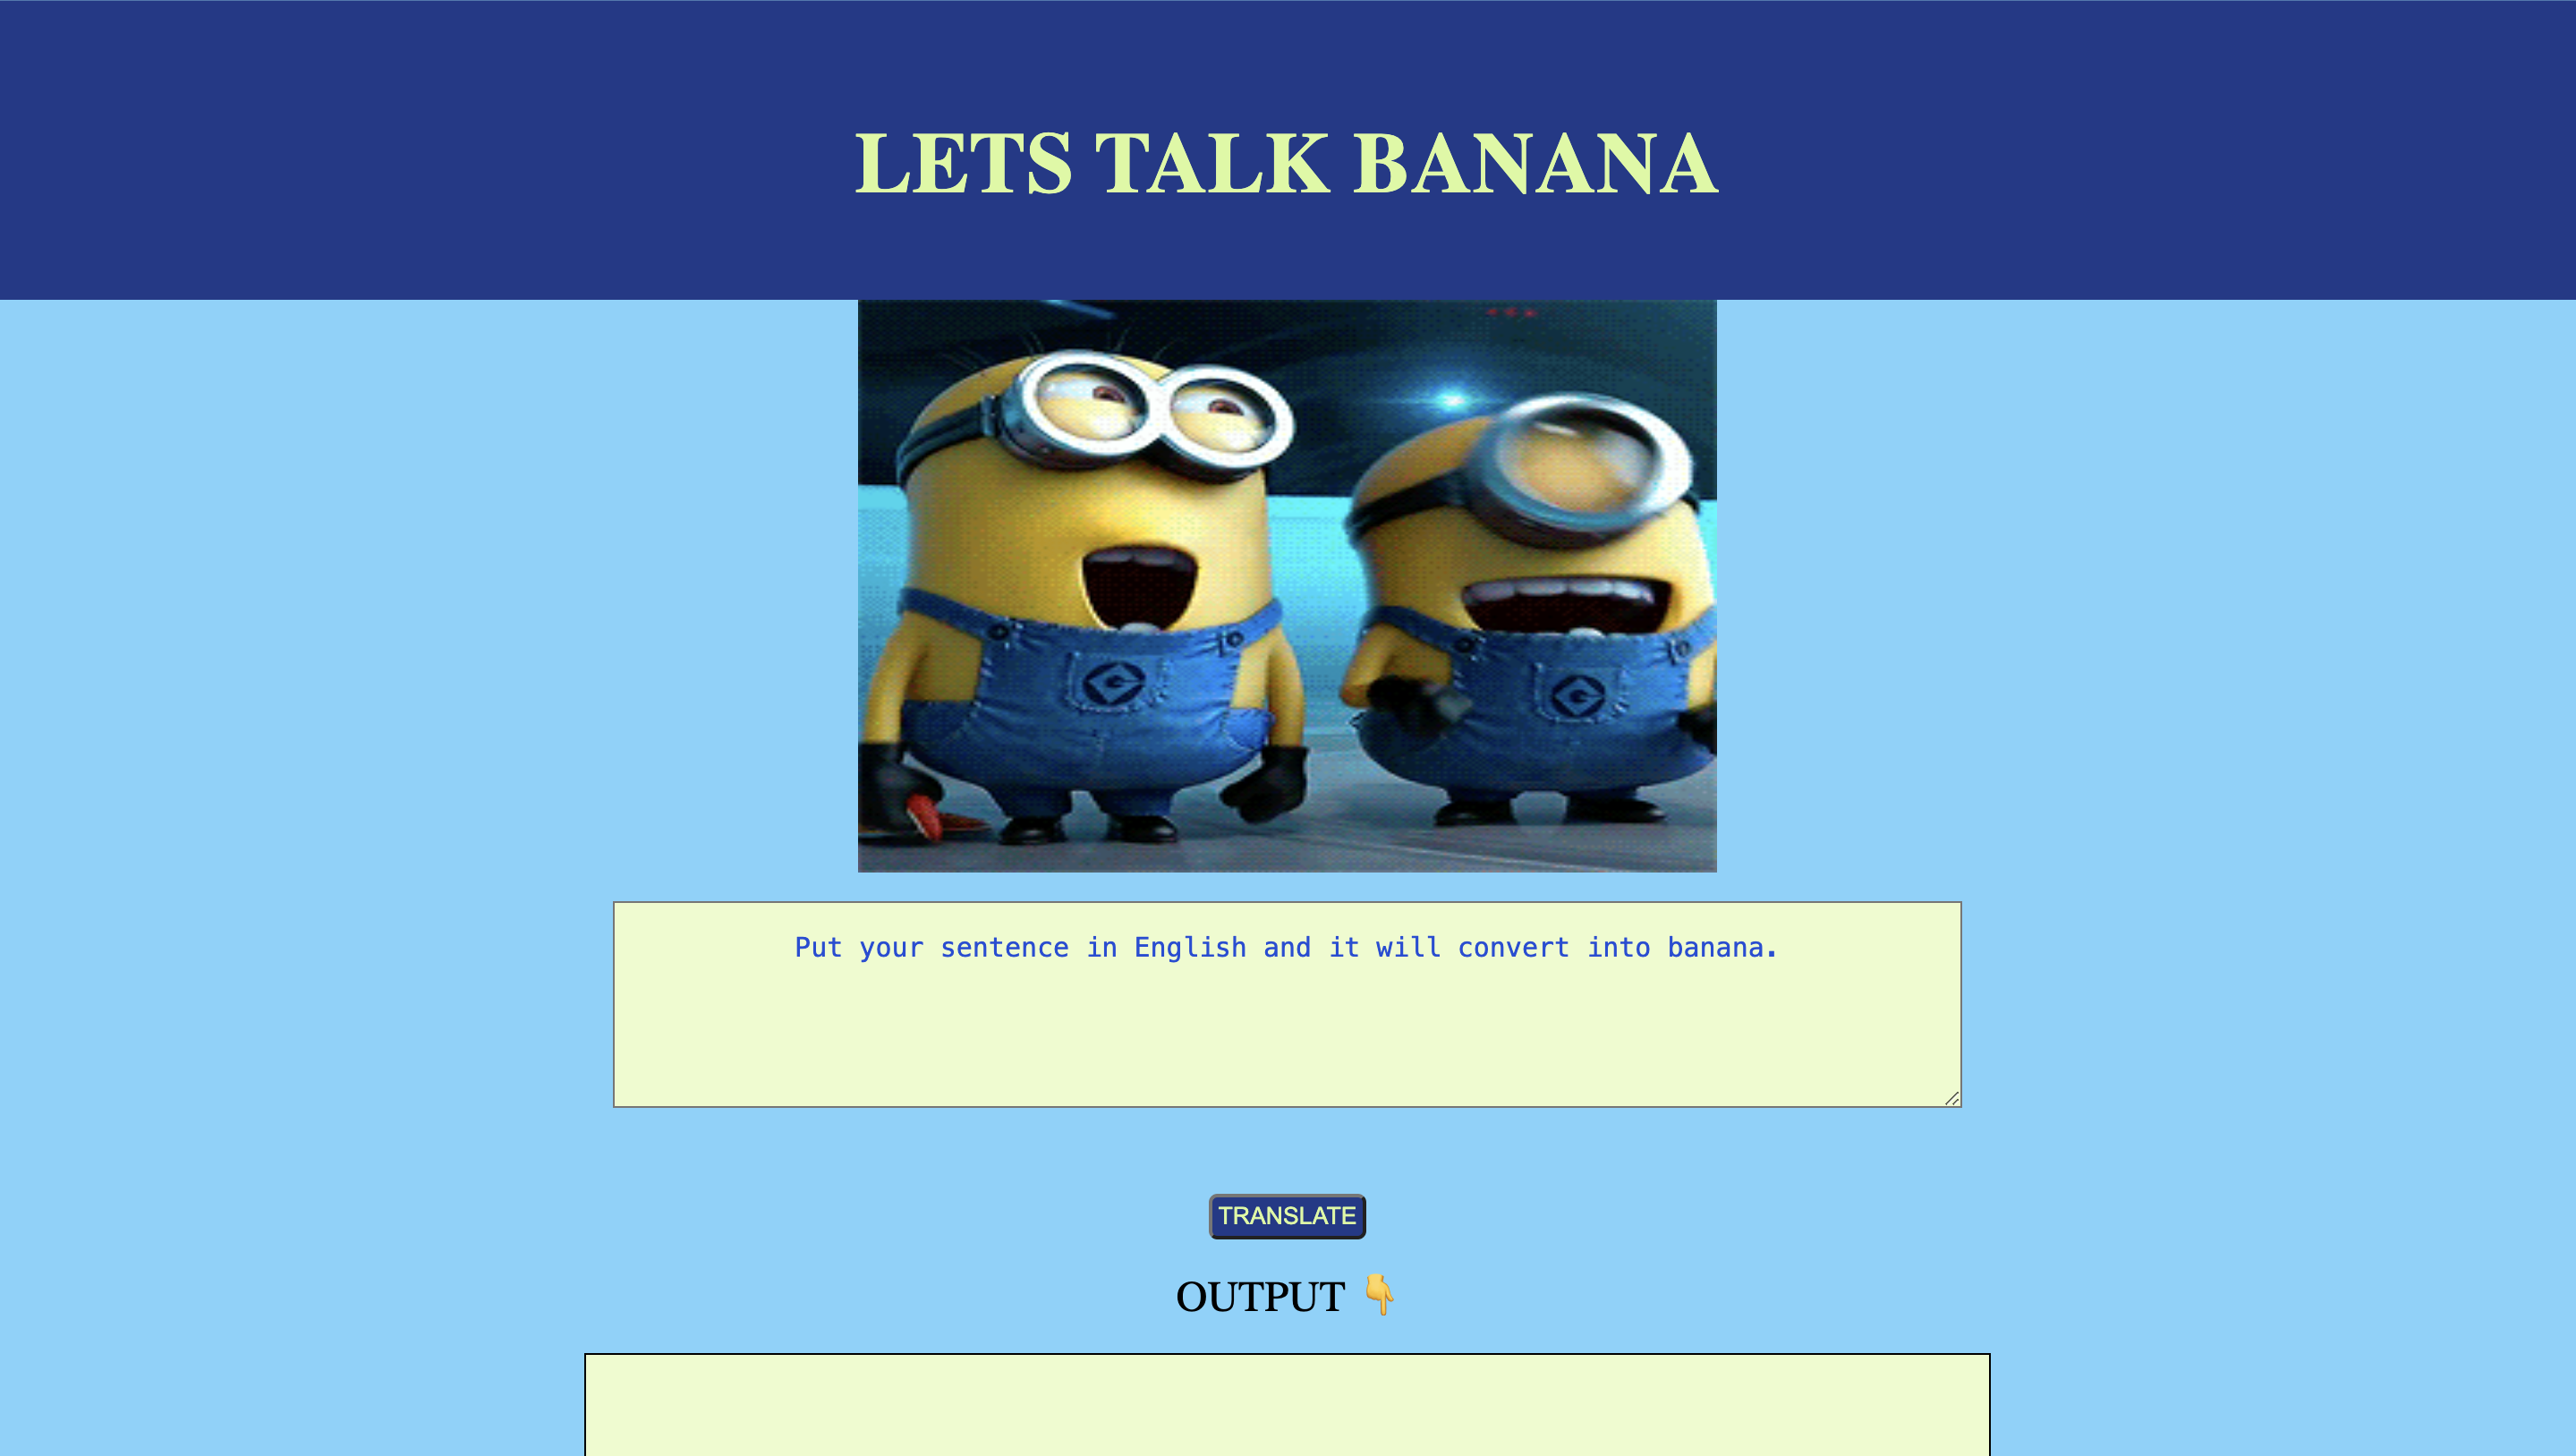 LETS TALK BANANA
Put your sentence in English and it will convert into banana.
TRANSLATE
OUTPUT 👇